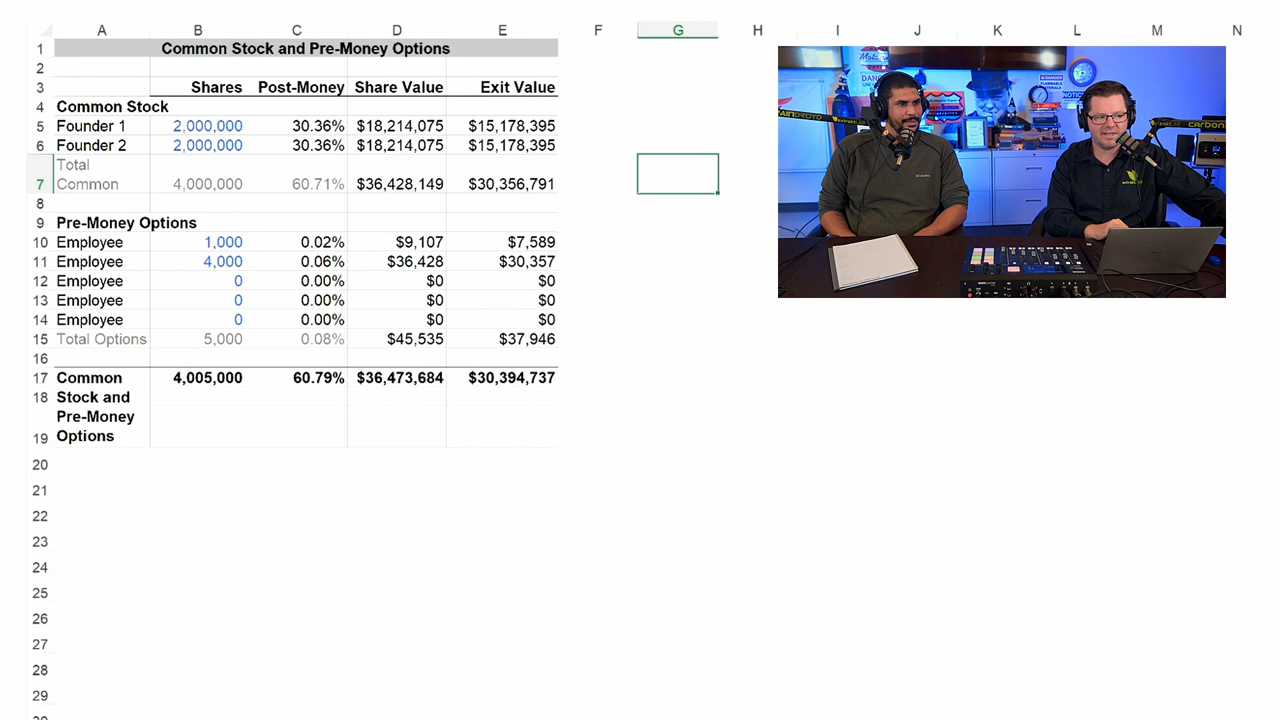 A B C D E F G H I J K L M N
1 Common Stock and Pre-Money Options
2
3 Shares Post-Money Share Value Exit Value
4 Common Stock
5 Founder 1 2,000,000 30.36% $18,214,075 $15,178,395
6 Founder 2 2,000,000 30.36% $18,214,075 $15,178,395
Total
7 Common 4,000,000 60.71% $36,428,149 $30,356,791
8
9 Pre-Money Options
10 Employee 1,000 0.02% $9,107 $7,589
11 Employee 4,000 0.06% $36,428 $30,357
12 Employee 0 0.00% $0 $0
13 Employee 0 0.00% $0 $0
14 Employee 0 0.00% $0 $0
15 Total Options 5,000 0.08% $45,535 $37,946
16
17 Common 4,005,000 60.79% $36,473,684 $30,394,737
18 Stock and
Pre-Money
19 Options
20
21
22
23
24
25
26
27
28
29
DANGER
NOTICE
CARBON